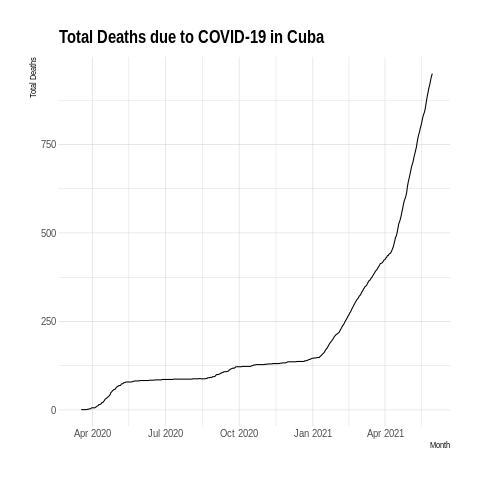 Total Deaths due to COVID-19 in Cuba
Total Deaths
750
500
250
0
Apr 2020 Jul 2020 Oct 2020 Jan 2021 Apr 2021
Month